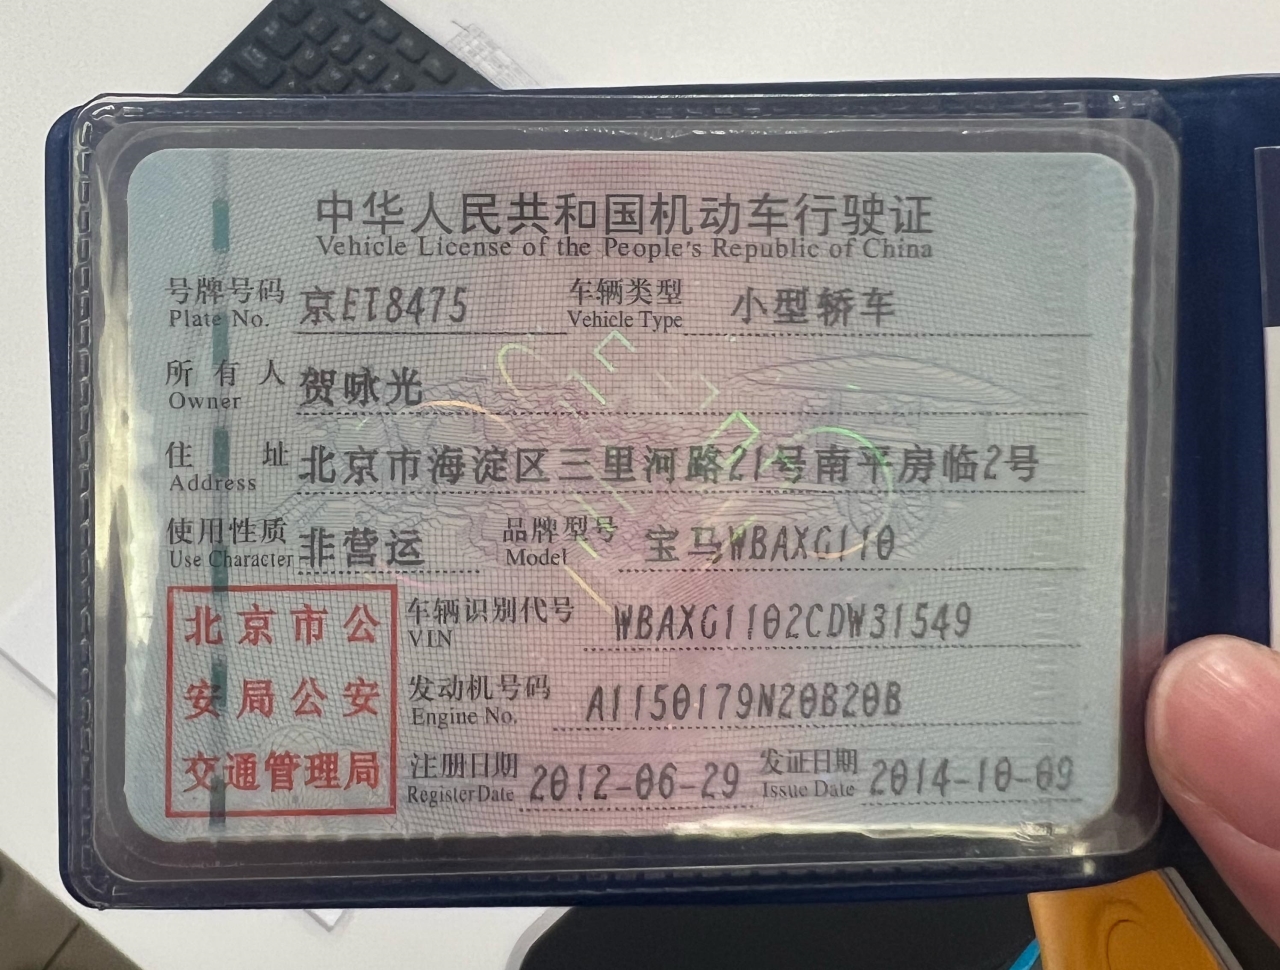 中华人民共和国机动车行驶证
Vehicle License of the People's Republic of China
号牌号码 京ET8475 车辆类型 小型轿车
Plate No. Vehicle Type
所有人 贺咏光
Owner
住址 北京市海淀区三里河路21号南平房临2号
Address
使用性质 非营运 品牌型号 宝马WBAXG110
Use Character Model
北京市公
安局公安
交通管理局
车辆识别代号 WBAXG1102CDW31549
VIN
发动机号码 A1150179N20B20B
Engine No.
注册日期 2012-06-29 发证日期 2014-10-09
Register Date Issue Date